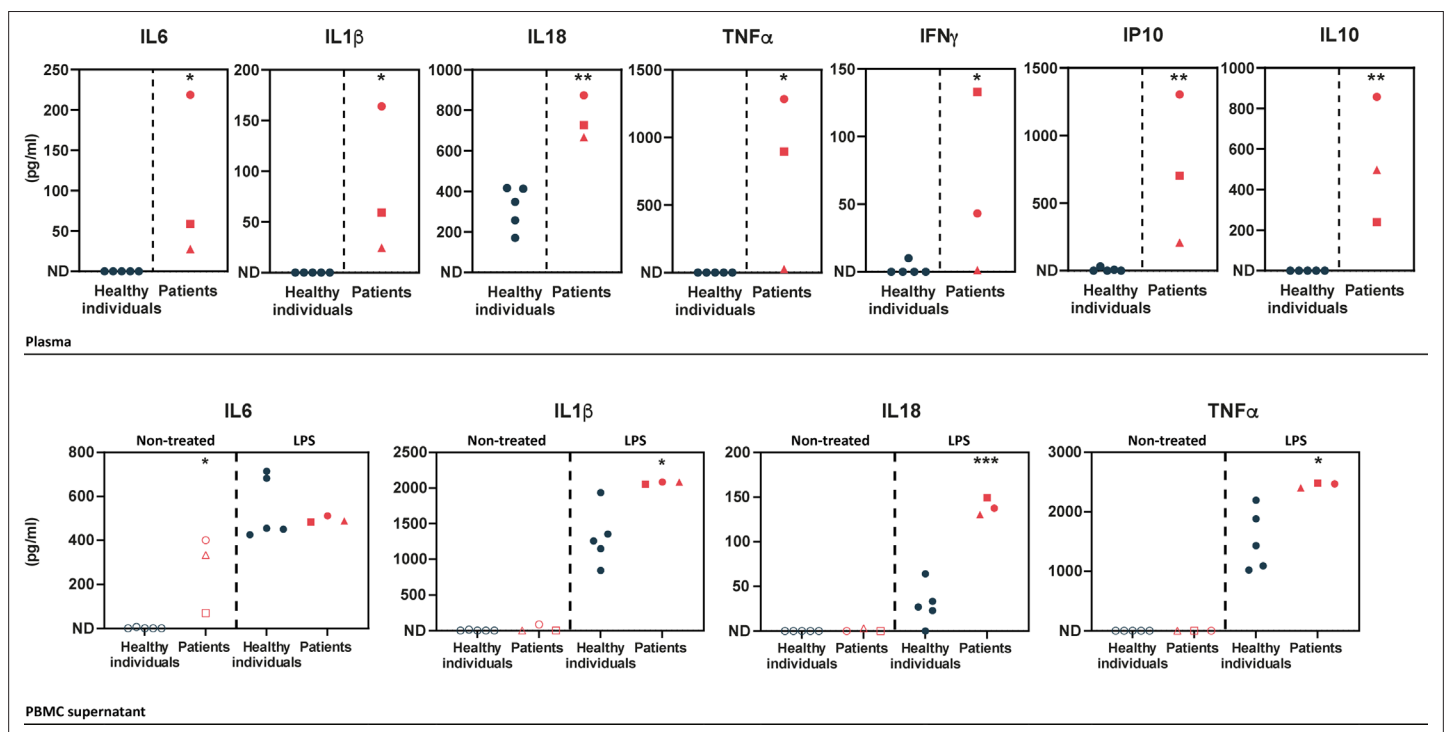 IL6 IL1β IL18 TNFα IFNγ IP10 IL10
(pg/ml)
250
200
150
100
50
ND
*
Healthy individuals
Patients
200
150
100
50
ND
*
Healthy individuals
Patients
1000
800
600
400
200
ND
**
Healthy individuals
Patients
1500
1000
500
ND
*
Healthy individuals
Patients
150
100
50
ND
*
Healthy individuals
Patients
1500
1000
500
ND
**
Healthy individuals
Patients
1000
800
600
400
200
ND
**
Healthy individuals
Patients
Plasma
IL6 IL1β IL18 TNFα
(pg/ml)
Non-treated LPS
800
600
400
200
ND
*
Healthy individuals
Patients
Healthy individuals
Patients
Non-treated LPS
2500
2000
1500
1000
500
ND
*
Healthy individuals
Patients
Healthy individuals
Patients
Non-treated LPS
200
150
100
50
ND
***
Healthy individuals
Patients
Healthy individuals
Patients
Non-treated LPS
3000
2000
1000
ND
*
Healthy individuals
Patients
Healthy individuals
Patients
PBMC supernatant